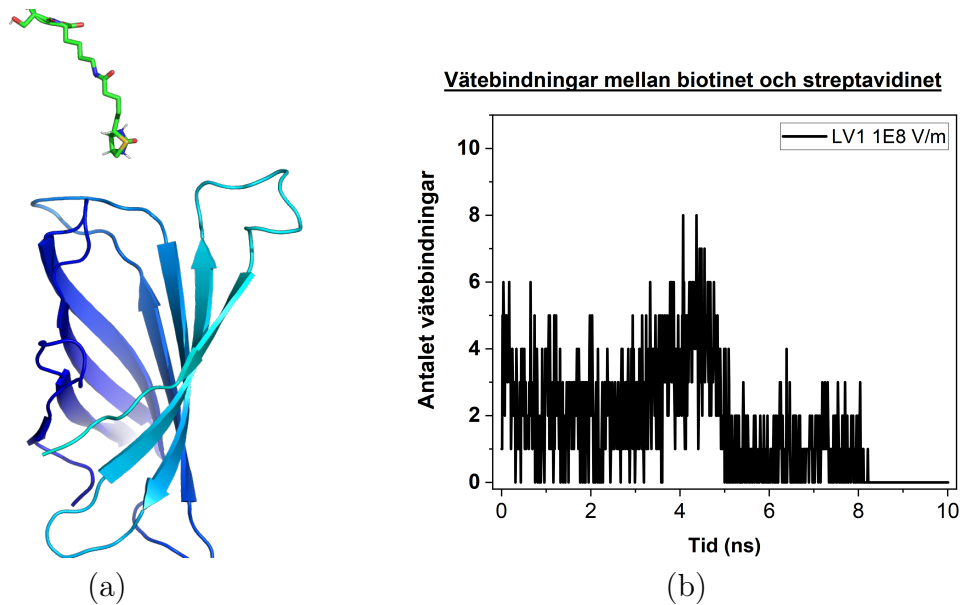 Vätebindningar mellan biotinet och streptavidinet
LV1 1E8 V/m
Antalet vätebindningar
10
8
6
4
2
0
0 2 4 6 8 10
Tid (ns)
(a)
(b)